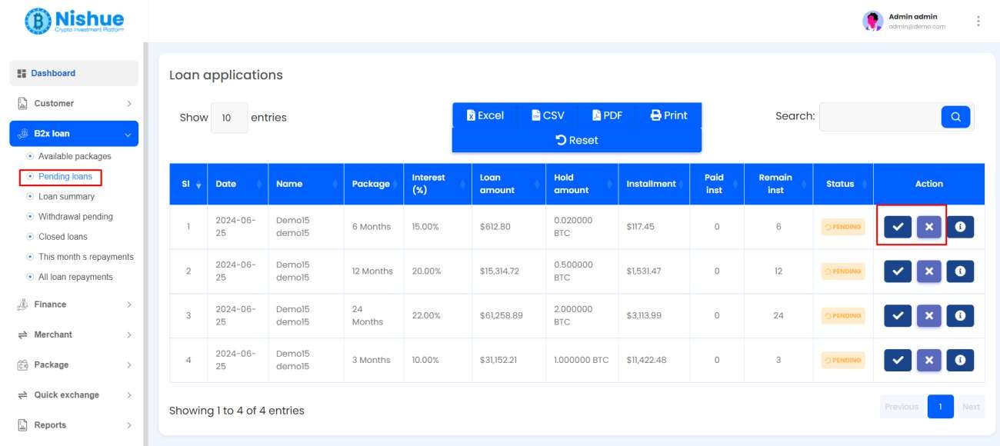 Nishue
Crypto Investment Platform
Admin admin
admin@demo.com
Dashboard
Customer
B2x loan
Available packages
Pending loans
Loan summary
Withdrawal pending
Closed loans
This month s repayments
All loan repayments
Finance
Merchant
Package
Quick exchange
Reports
Loan applications
Show 10 entries
Excel CSV PDF Print
Reset
Search:
Sl Date Name Package Interest (%) Loan amount Hold amount Installment Paid inst Remain inst Status Action
1 2024-06-25 Demo15 demo15 6 Months 15.00% $612.80 0.020000 BTC $117.45 0 6 PENDING
2 2024-06-25 Demo15 demo15 12 Months 20.00% $15,314.72 0.500000 BTC $1,531.47 0 12 PENDING
3 2024-06-25 Demo15 demo15 24 Months 22.00% $61,258.89 2.000000 BTC $3,113.99 0 24 PENDING
4 2024-06-25 Demo15 demo15 3 Months 10.00% $31,152.21 1.000000 BTC $11,422.48 0 3 PENDING
Showing 1 to 4 of 4 entries
Previous 1 Next